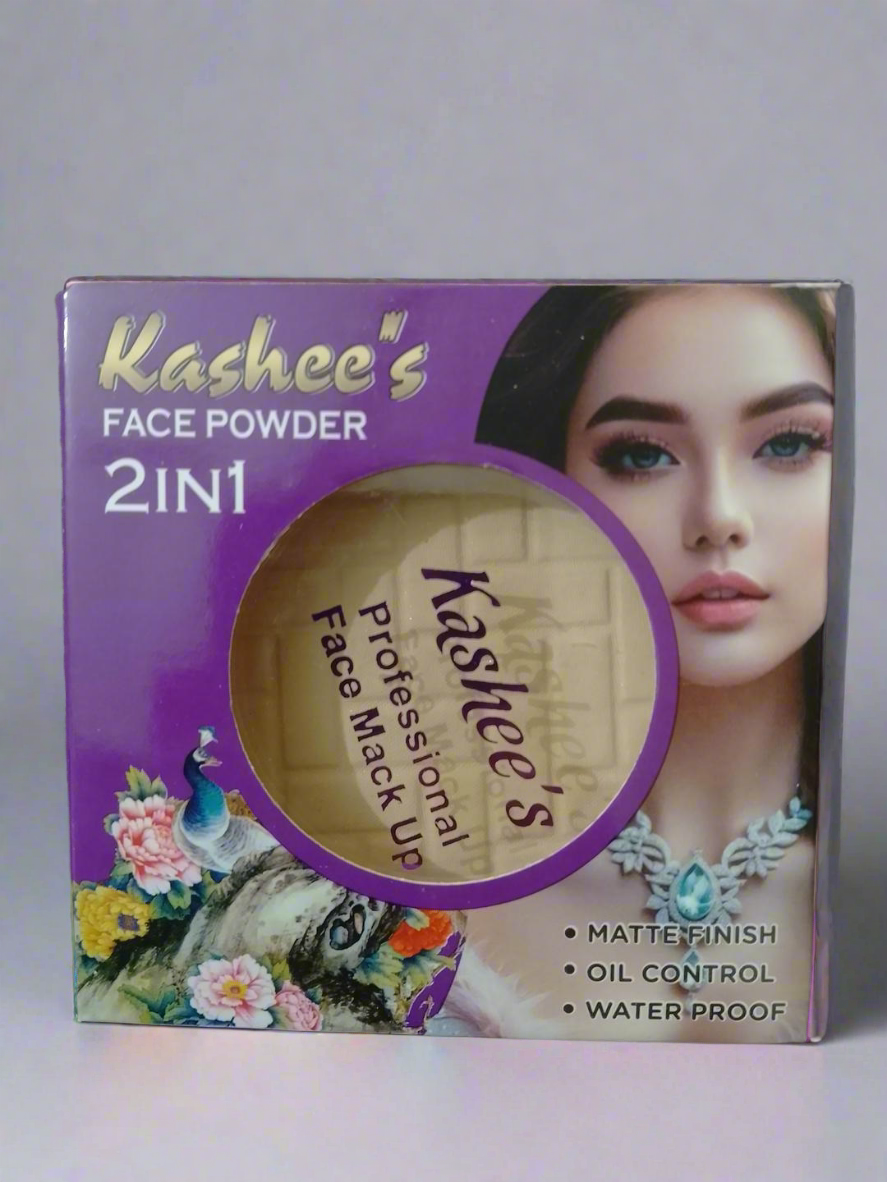 Kashee"s
FACE POWDER
2IN1
Kashee's
Professional
Face Mack Up
• MATTE FINISH
• OIL CONTROL
• WATER PROOF